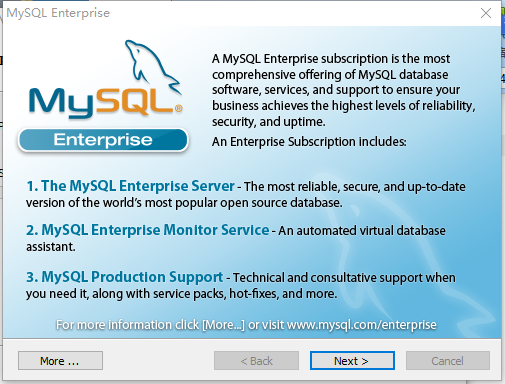 MySQL Enterprise
A MySQL Enterprise subscription is the most
comprehensive offering of MySQL database
software, services, and support to ensure your
business achieves the highest levels of reliability,
security, and uptime.
MySQL®
Enterprise
An Enterprise Subscription includes:
1. The MySQL Enterprise Server - The most reliable, secure, and up-to-date
version of the world's most popular open source database.
2. MySQL Enterprise Monitor Service - An automated virtual database
assistant.
3. MySQL Production Support - Technical and consultative support when
you need it, along with service packs, hot-fixes, and more.
For more information click [More...] or visit www.mysql.com/enterprise
More ...
< Back
Next >
Cancel